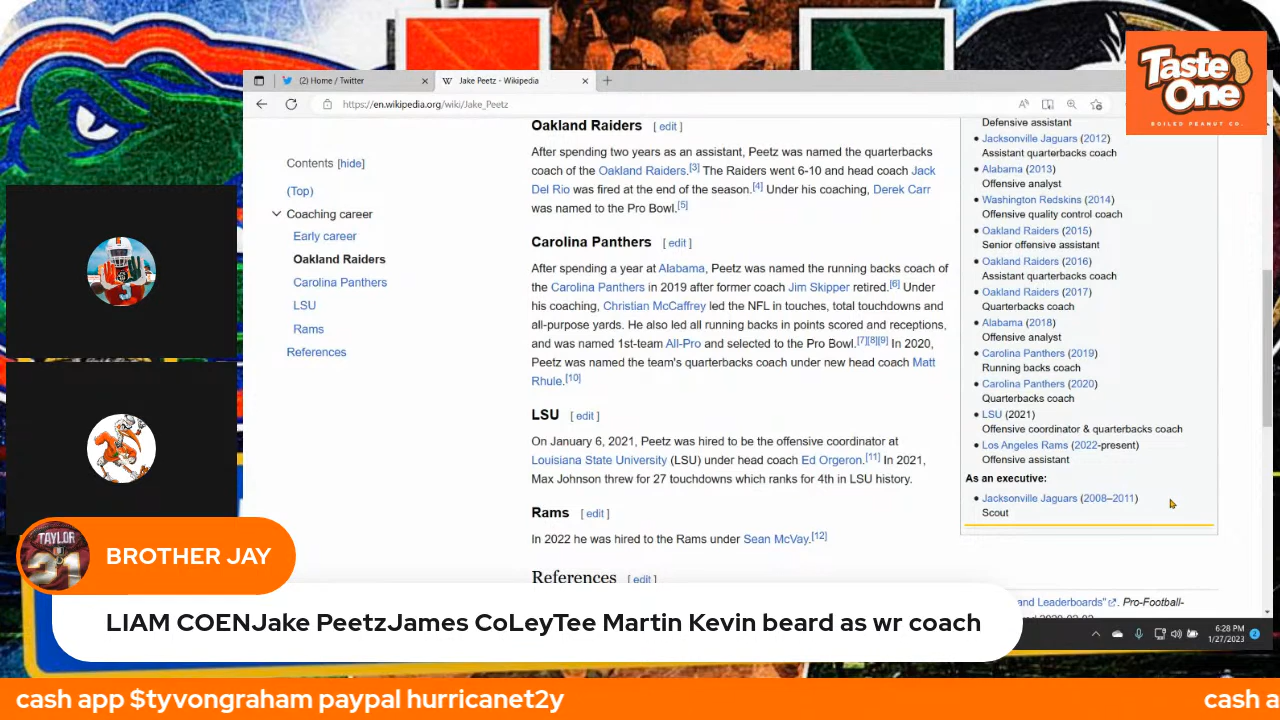 (2) Home / Twitter
Jake Peetz - Wikipedia
https://en.wikipedia.org/wiki/Jake_Peetz
Taste One
BOILED PEANUT CO.
Contents [hide]
(Top)
Coaching career
Early career
Oakland Raiders
Carolina Panthers
LSU
Rams
References
Oakland Raiders [ edit ]
After spending two years as an assistant, Peetz was named the quarterbacks
coach of the Oakland Raiders.[3] The Raiders went 6-10 and head coach Jack
Del Rio was fired at the end of the season.[4] Under his coaching, Derek Carr
was named to the Pro Bowl.[5]
Carolina Panthers [ edit ]
After spending a year at Alabama, Peetz was named the running backs coach of
the Carolina Panthers in 2019 after former coach Jim Skipper retired.[6] Under
his coaching, Christian McCaffrey led the NFL in touches, total touchdowns and
all-purpose yards. He also led all running backs in points scored and receptions,
and was named 1st-team All-Pro and selected to the Pro Bowl.[7][8][9] In 2020,
Peetz was named the team's quarterbacks coach under new head coach Matt
Rhule.[10]
LSU [ edit ]
On January 6, 2021, Peetz was hired to be the offensive coordinator at
Louisiana State University (LSU) under head coach Ed Orgeron.[11] In 2021,
Max Johnson threw for 27 touchdowns which ranks for 4th in LSU history.
Rams [ edit ]
In 2022 he was hired to the Rams under Sean McVay.[12]
References [ edit ]
Defensive assistant
• Jacksonville Jaguars (2012)
Assistant quarterbacks coach
• Alabama (2013)
Offensive analyst
• Washington Redskins (2014)
Offensive quality control coach
• Oakland Raiders (2015)
Senior offensive assistant
• Oakland Raiders (2016)
Assistant quarterbacks coach
• Oakland Raiders (2017)
Quarterbacks coach
• Alabama (2018)
Offensive analyst
• Carolina Panthers (2019)
Running backs coach
• Carolina Panthers (2020)
Quarterbacks coach
• LSU (2021)
Offensive coordinator & quarterbacks coach
• Los Angeles Rams (2022-present)
Offensive assistant
As an executive:
• Jacksonville Jaguars (2008–2011)
Scout
and Leaderboards". Pro-Football-
6:28 PM
1/27/2023
TAYLOR
21
BROTHER JAY
LIAM COENJake PeetzJames CoLeyTee Martin Kevin beard as wr coach
cash app $tyvongraham paypal hurricanet2y
cash a